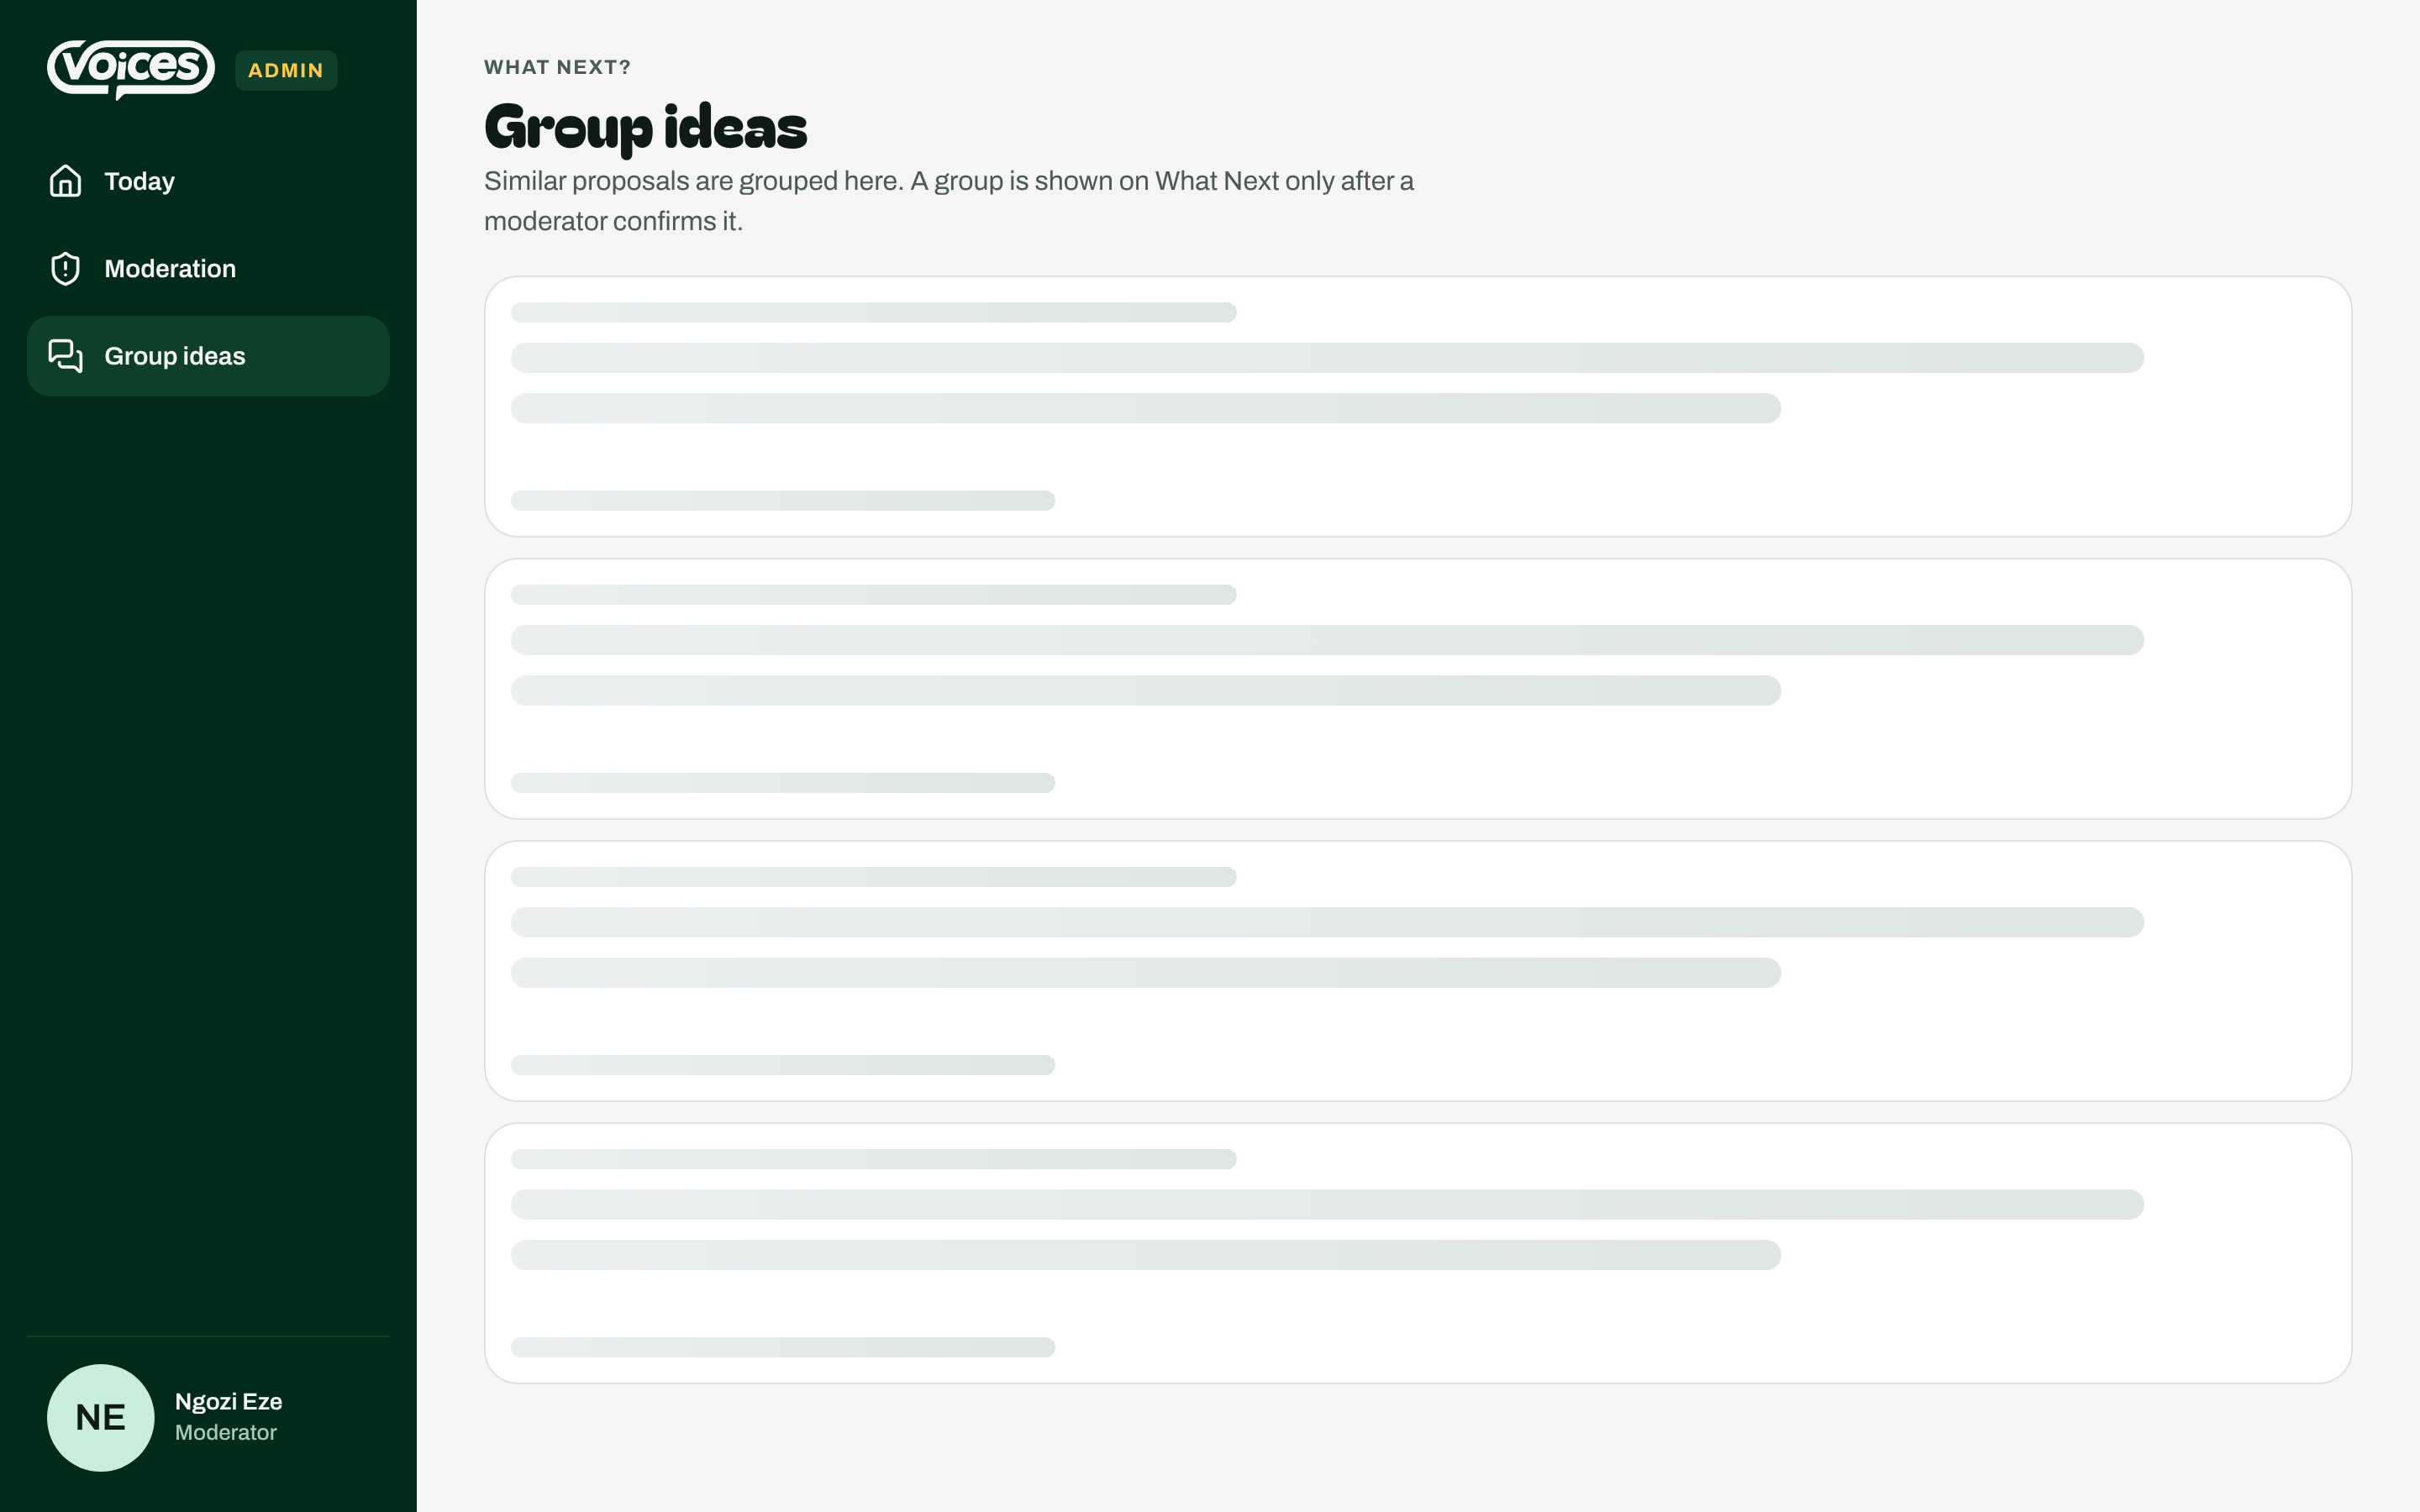 voices
ADMIN
Today
Moderation
Group ideas
NE
Ngozi Eze
Moderator
WHAT NEXT?
Group ideas
Similar proposals are grouped here. A group is shown on What Next only after a
moderator confirms it.